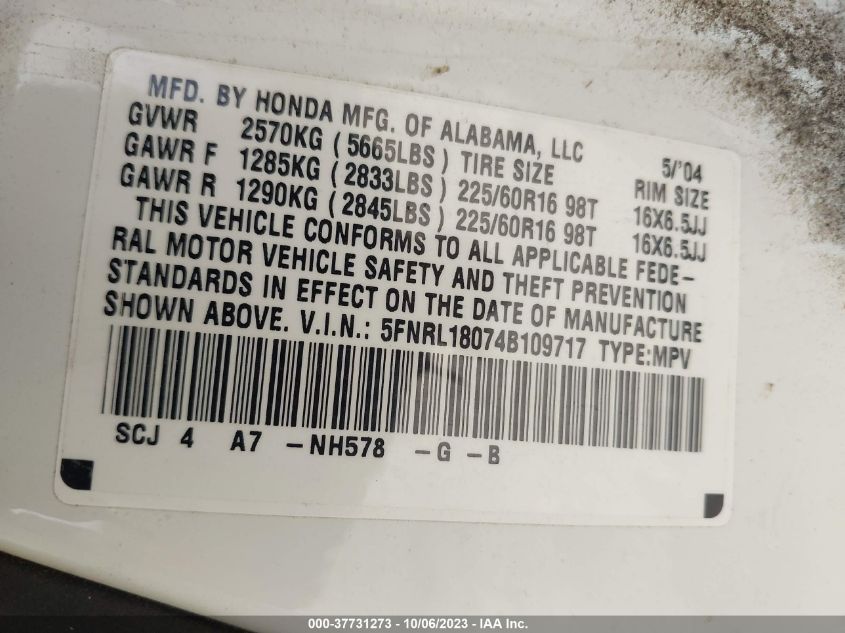 MFD. BY HONDA MFG. OF ALABAMA, LLC 5/'04
GVWR 2570KG ( 5665LBS ) TIRE SIZE RIM SIZE
GAWR F 1285KG ( 2833LBS ) 225/60R16 98T 16X6.5JJ
GAWR R 1290KG ( 2845LBS ) 225/60R16 98T 16X6.5JJ
THIS VEHICLE CONFORMS TO ALL APPLICABLE FEDE-
RAL MOTOR VEHICLE SAFETY AND THEFT PREVENTION
STANDARDS IN EFFECT ON THE DATE OF MANUFACTURE
SHOWN ABOVE. V.I.N.: 5FNRL18074B109717 TYPE:MPV
SCJ 4 A7 -NH578 -G -B
000-37731273 - 10/06/2023 - IAA Inc.